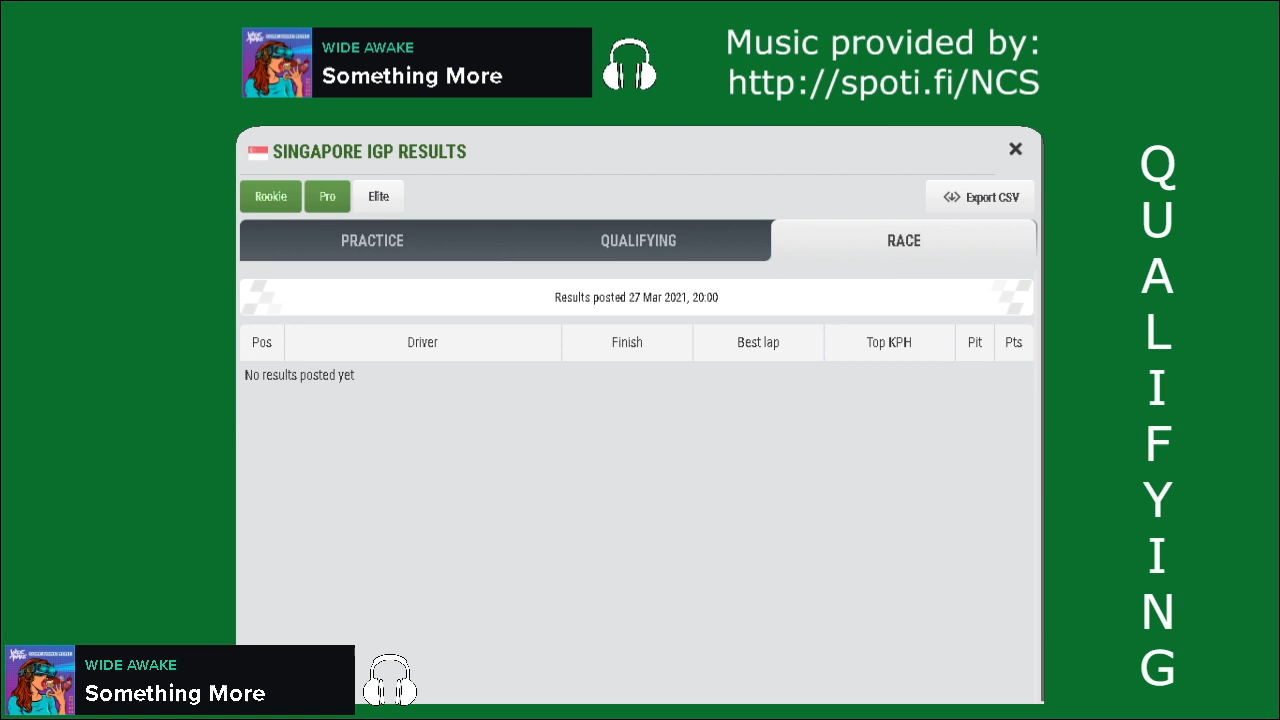 WIDE AWAKE
Something More
Music provided by:
http://spoti.fi/NCS
SINGAPORE IGP RESULTS
Rookie Pro Elite Export CSV
PRACTICE QUALIFYING RACE
Results posted 27 Mar 2021, 20:00
Pos Driver Finish Best lap Top KPH Pit Pts
No results posted yet
QUALIFYING
WIDE AWAKE
Something More